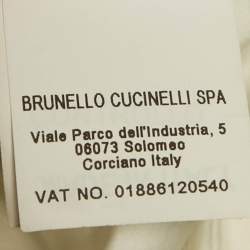 BRUNELLO CUCINELLI SPA
Viale Parco dell'Industria, 5
06073 Solomeo
Corciano Italy
VAT NO. 01886120540